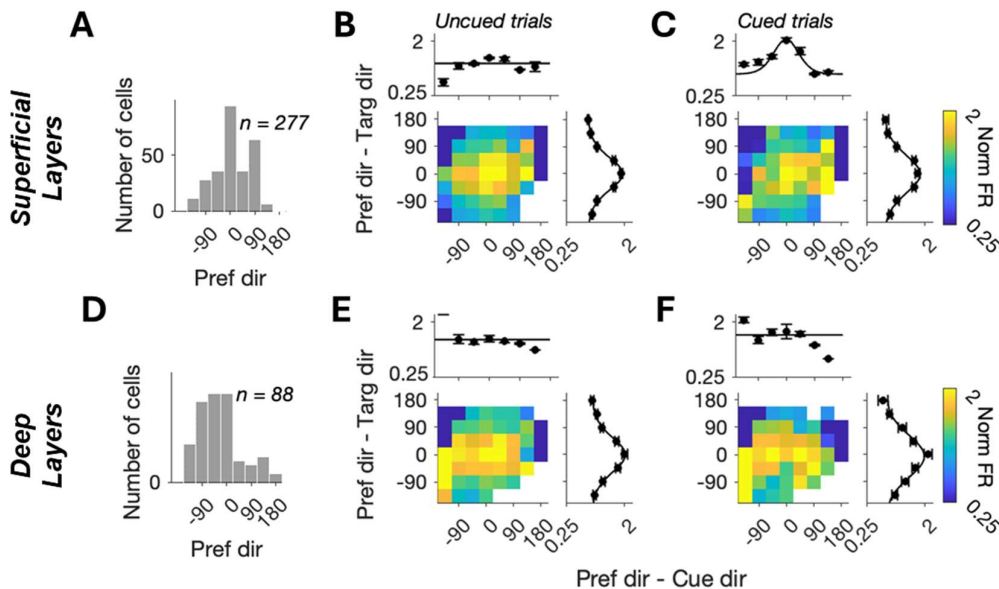 A
B
Uncued trials
C
Cued trials
Superficial
Layers
Number of cells
50
0
n = 277
-90
0
90
180
Pref dir
2
0.25
Pref dir - Targ dir
180
90
0
-90
-90
0
90
180
0.25
2
2
0.25
180
90
0
-90
-90
0
90
180
0.25
2
2
Norm FR
0.25
D
E
F
Deep
Layers
Number of cells
0
n = 88
-90
0
90
180
Pref dir
2
0.25
Pref dir - Targ dir
180
90
0
-90
-90
0
90
180
0.25
2
2
0.25
180
90
0
-90
-90
0
90
180
0.25
2
2
Norm FR
0.25
Pref dir - Cue dir